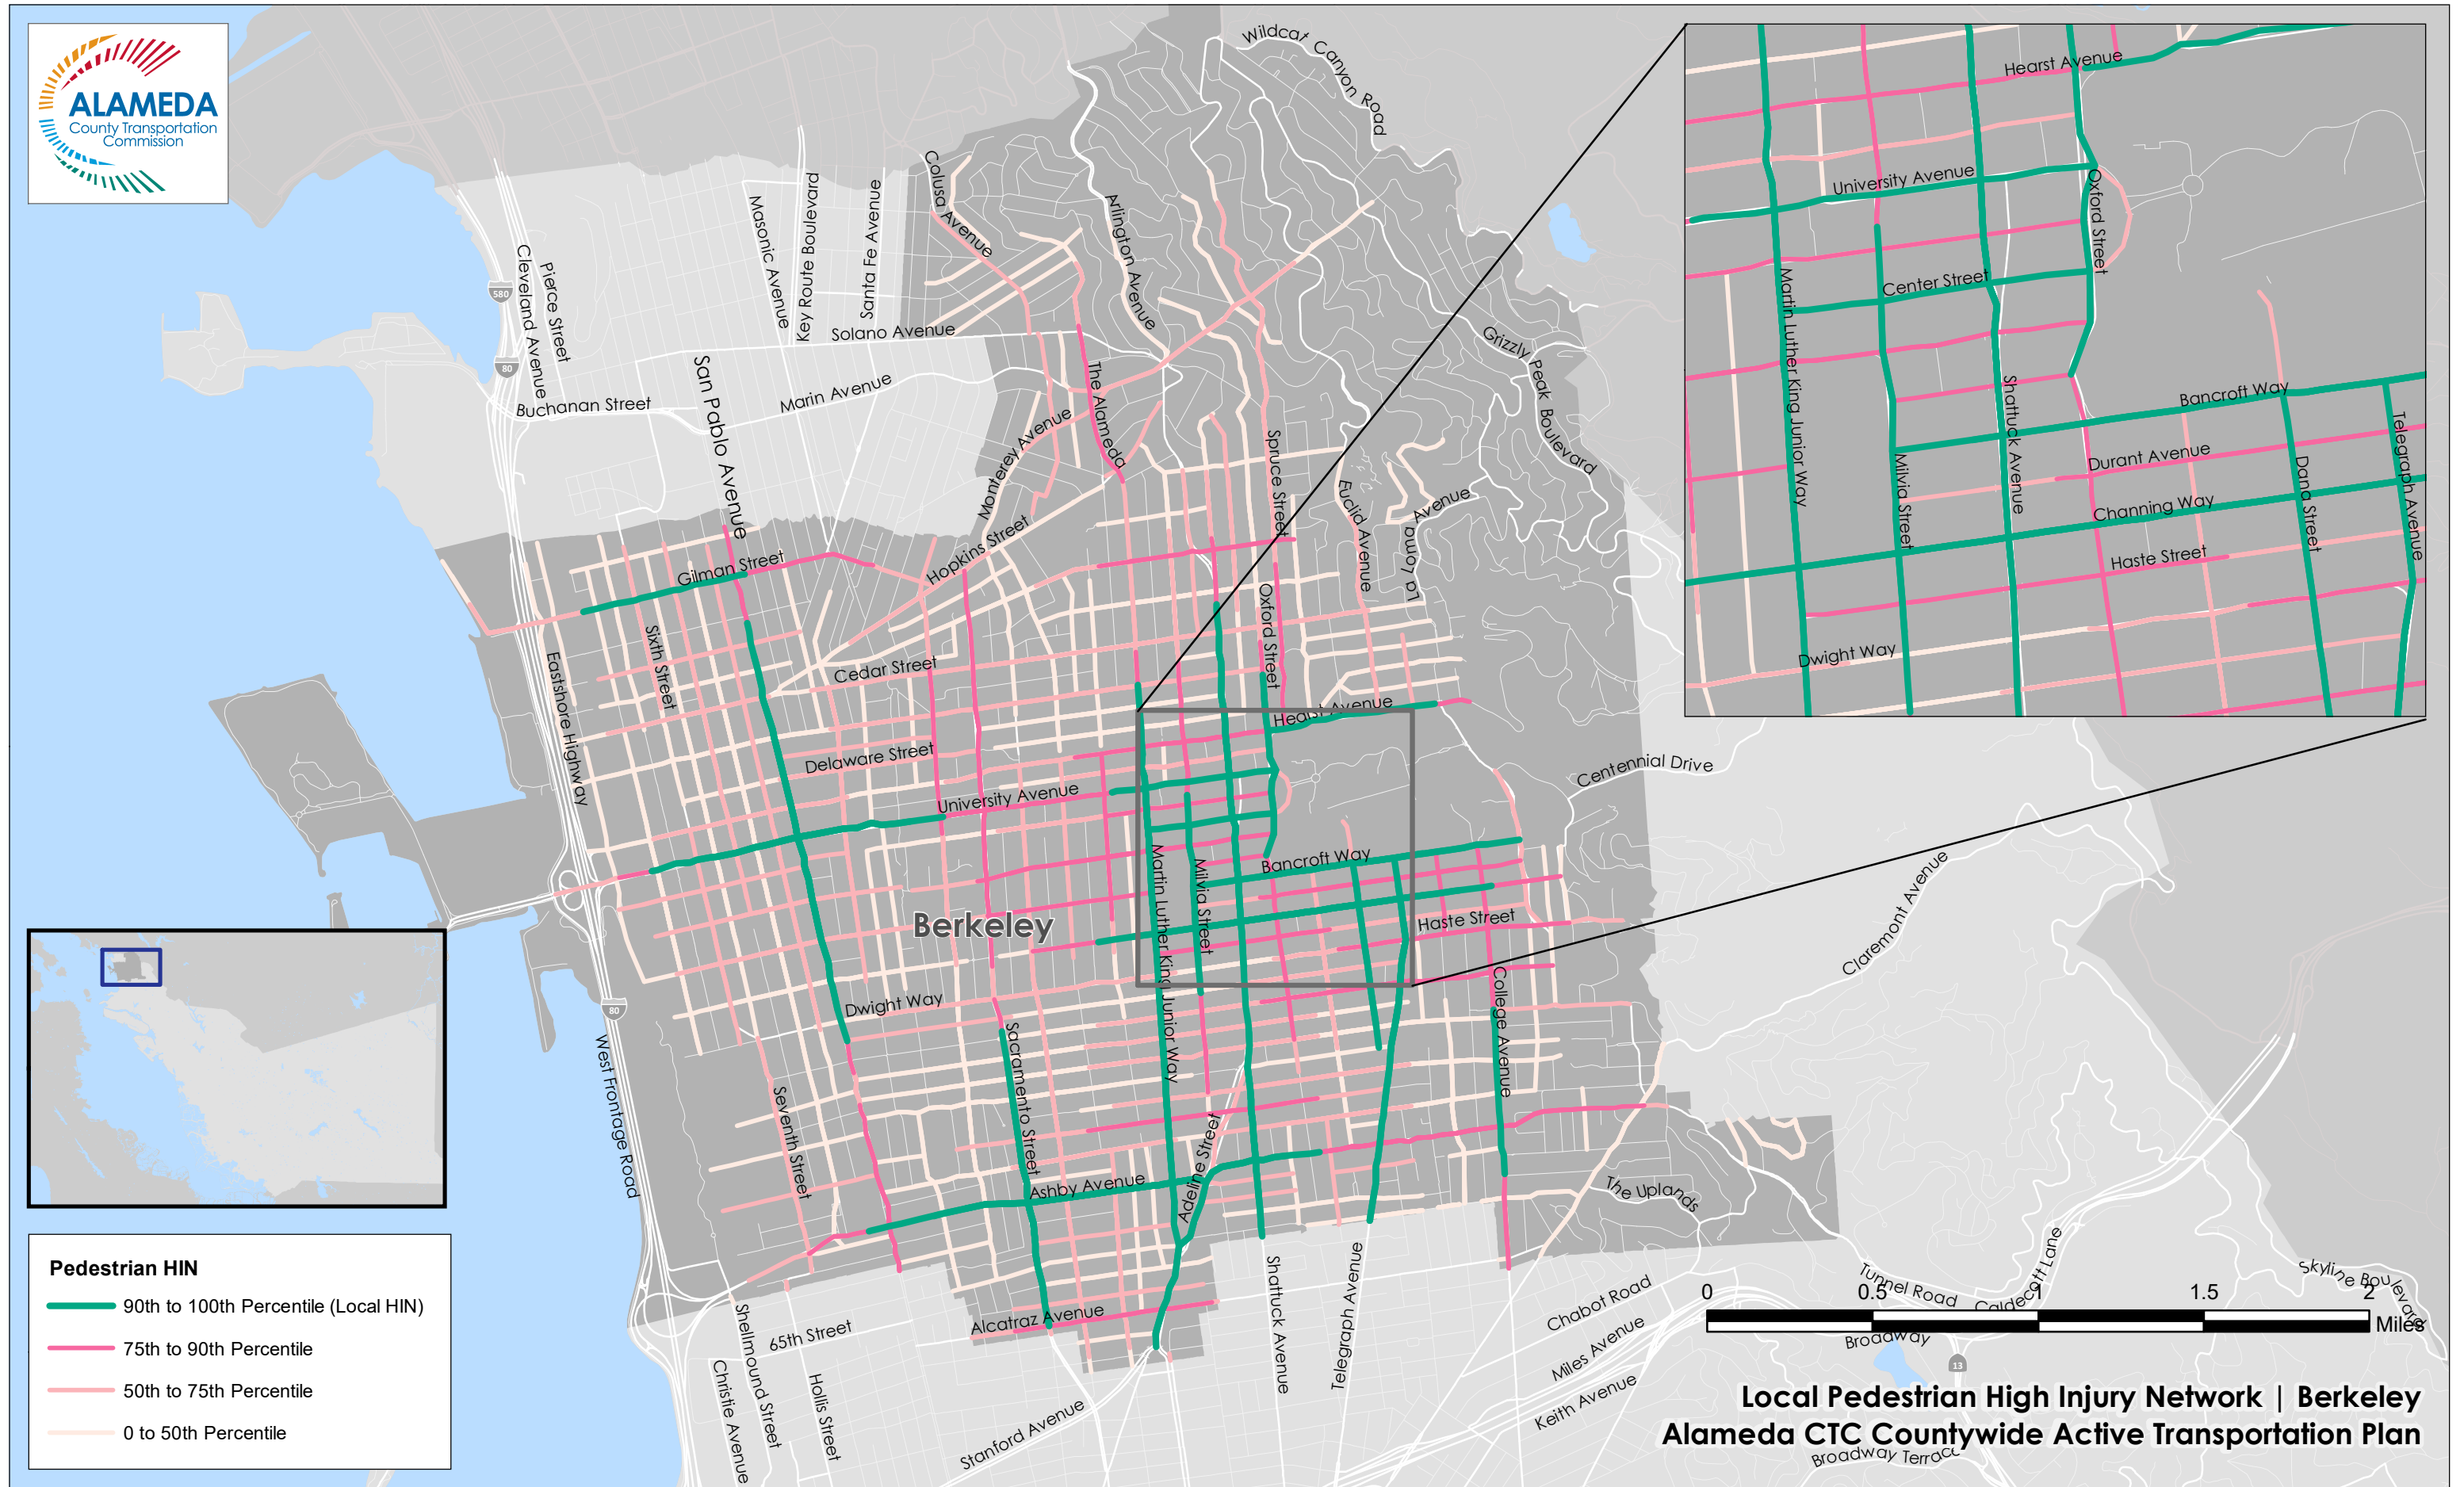 ALAMEDA
County Transportation
Commission
Wildcat Canyon Road
Colusa Avenue
Arlington Avenue
Masonic Avenue
Key Route Boulevard
Santa Fe Avenue
Cleveland Avenue
Pierce Street
580
80
Solano Avenue
San Pablo Avenue
Marin Avenue
Buchanan Street
The Alameda
Monterey Avenue
Grizzly Peak Boulevard
Spruce Street
Euclid Avenue
La Loma Avenue
Hopkins Street
Gilman Street
Oxford Street
Sixth Street
Eastshore Highway
Cedar Street
Hearst Avenue
Delaware Street
University Avenue
Centennial Drive
Bancroft Way
Martin Luther King Junior Way
Milvia Street
Berkeley
Haste Street
Claremont Avenue
College Avenue
Dwight Way
80
West Frontage Road
Sacramento Street
Seventh Street
Adeline Street
Ashby Avenue
The Uplands
Shattuck Avenue
Telegraph Avenue
Alcatraz Avenue
65th Street
Shellmound Street
Christie Avenue
Hollis Street
Stanford Avenue
Chabot Road
Miles Avenue
Keith Avenue
Tunnel Road
Caldecott Lane
Skyline Boulevard
Broadway
13
Broadway Terrace
Hearst Avenue
University Avenue
Oxford Street
Center Street
Martin Luther King Junior Way
Shattuck Avenue
Milvia Street
Bancroft Way
Durant Avenue
Telegraph Avenue
Dana Street
Channing Way
Haste Street
Dwight Way
0 0.5 1 1.5 2
Miles
Pedestrian HIN
90th to 100th Percentile (Local HIN)
75th to 90th Percentile
50th to 75th Percentile
0 to 50th Percentile
Local Pedestrian High Injury Network | Berkeley
Alameda CTC Countywide Active Transportation Plan